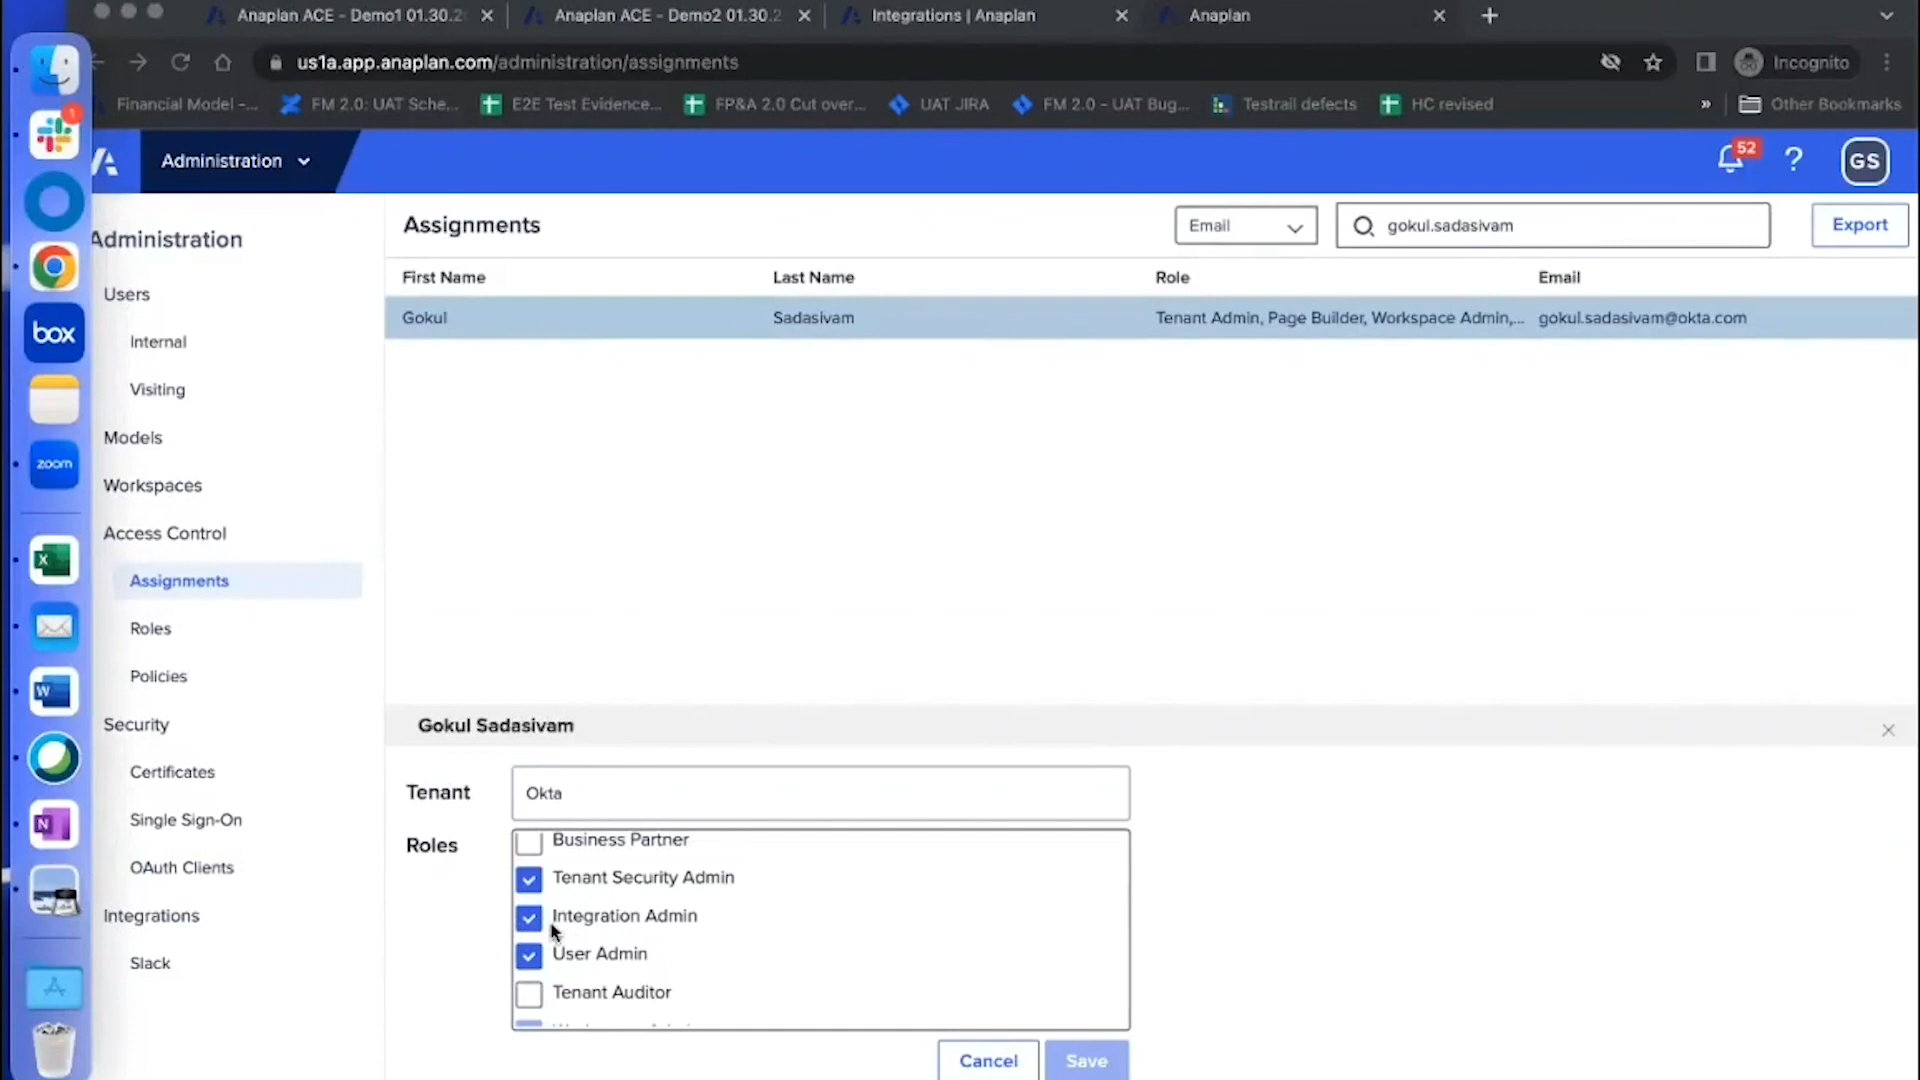 Anaplan ACE - Demo1 01.30.2
Anaplan ACE - Demo2 01.30.2
Integrations | Anaplan
Anaplan
us1a.app.anaplan.com/administration/assignments
Incognito
Financial Model -...
FM 2.0: UAT Sche...
E2E Test Evidence...
FP&A 2.0 Cut over...
UAT JIRA
FM 2.0 - UAT Bug...
Testrail defects
HC revised
»
Other Bookmarks
Administration
52
?
GS
1
box
zoom
X
W
N
Administration
Users
Internal
Visiting
Models
Workspaces
Access Control
Assignments
Roles
Policies
Security
Certificates
Single Sign-On
OAuth Clients
Integrations
Slack
Assignments
Email
gokul.sadasivam
Export
First Name Last Name Role Email
Gokul Sadasivam Tenant Admin, Page Builder, Workspace Admin,... gokul.sadasivam@okta.com
Gokul Sadasivam
Tenant
Okta
Roles
Business Partner
Tenant Security Admin
Integration Admin
User Admin
Tenant Auditor
Cancel
Save